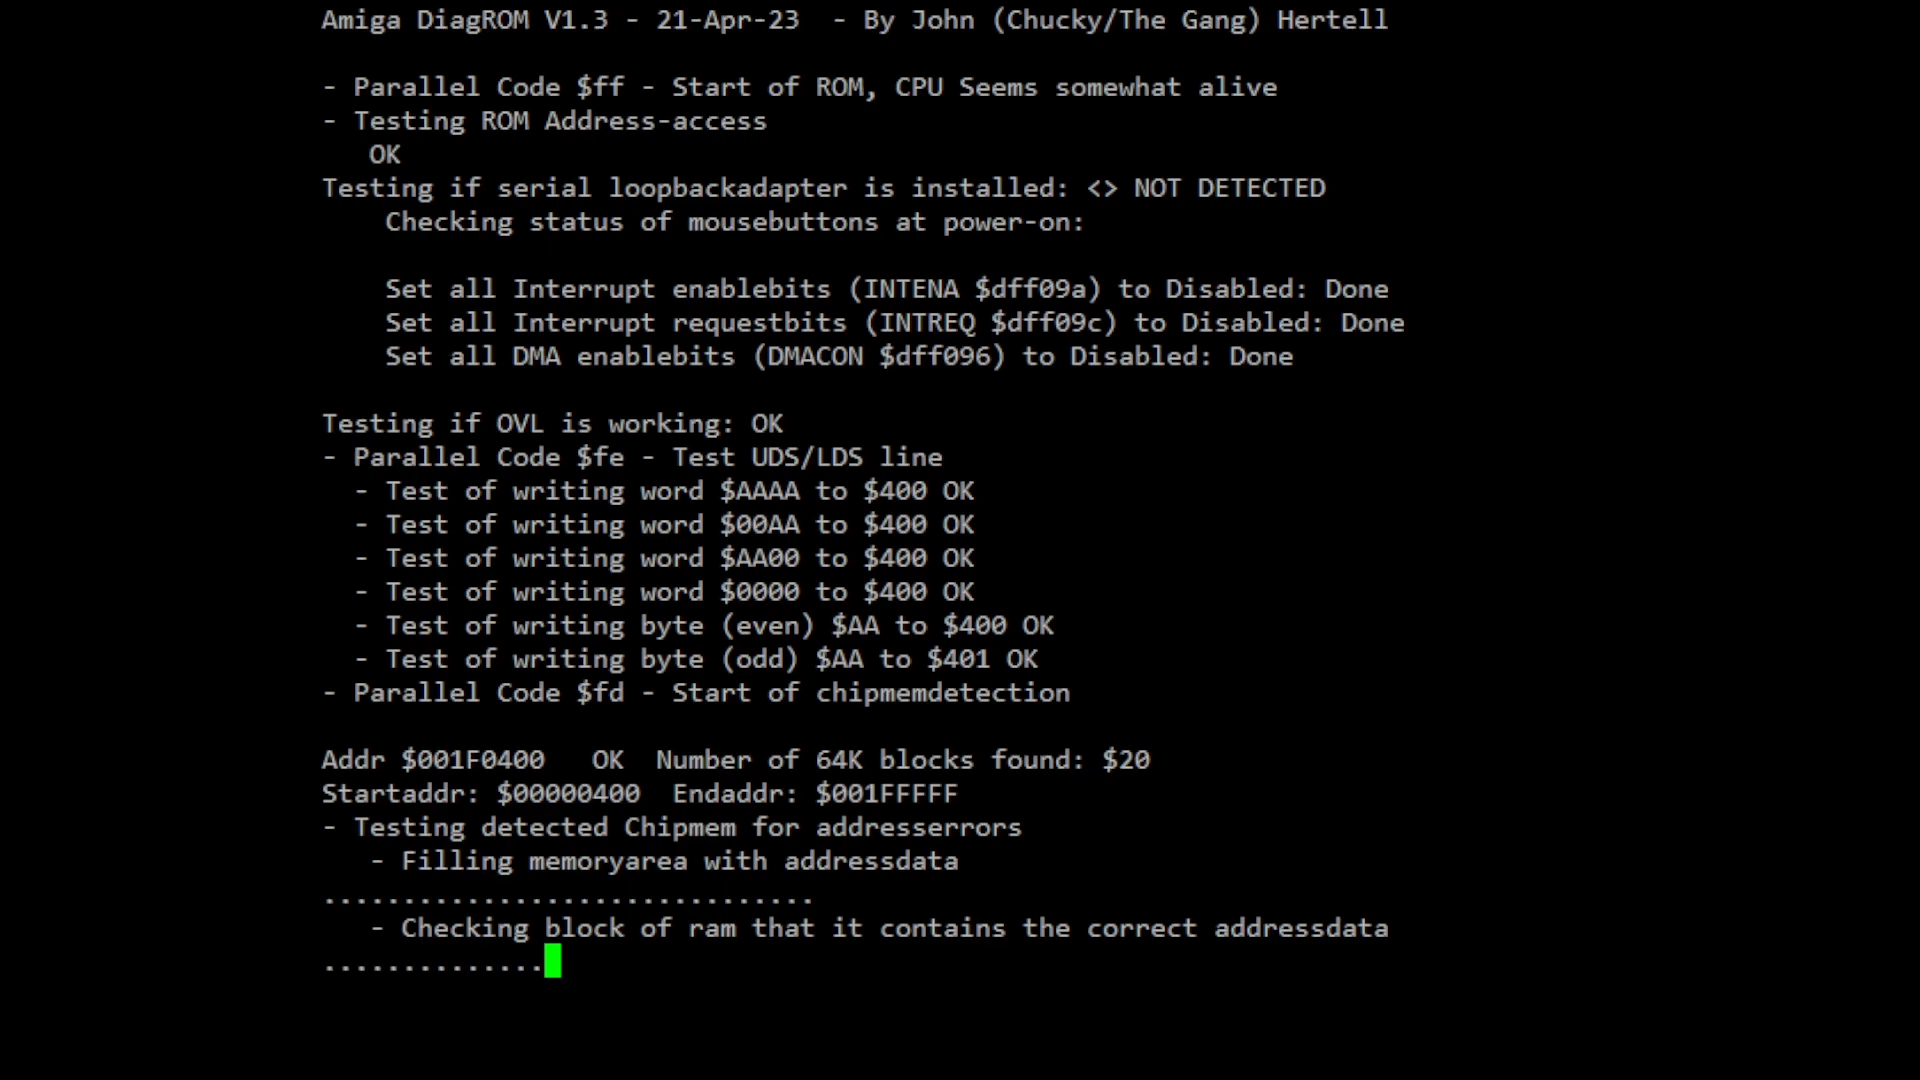 Amiga DiagROM V1.3 - 21-Apr-23  - By John (Chucky/The Gang) Hertell
- Parallel Code $ff - Start of ROM, CPU Seems somewhat alive
- Testing ROM Address-access
OK
Testing if serial loopbackadapter is installed: <> NOT DETECTED
Checking status of mousebuttons at power-on:
Set all Interrupt enablebits (INTENA $dff09a) to Disabled: Done
Set all Interrupt requestbits (INTREQ $dff09c) to Disabled: Done
Set all DMA enablebits (DMACON $dff096) to Disabled: Done
Testing if OVL is working: OK
- Parallel Code $fe - Test UDS/LDS line
- Test of writing word $AAAA to $400 OK
- Test of writing word $00AA to $400 OK
- Test of writing word $AA00 to $400 OK
- Test of writing word $0000 to $400 OK
- Test of writing byte (even) $AA to $400 OK
- Test of writing byte (odd) $AA to $401 OK
- Parallel Code $fd - Start of chipmemdetection
Addr $001F0400   OK  Number of 64K blocks found: $20
Startaddr: $00000400  Endaddr: $001FFFFF
- Testing detected Chipmem for addresserrors
- Filling memoryarea with addressdata
...............................
- Checking block of ram that it contains the correct addressdata
..............